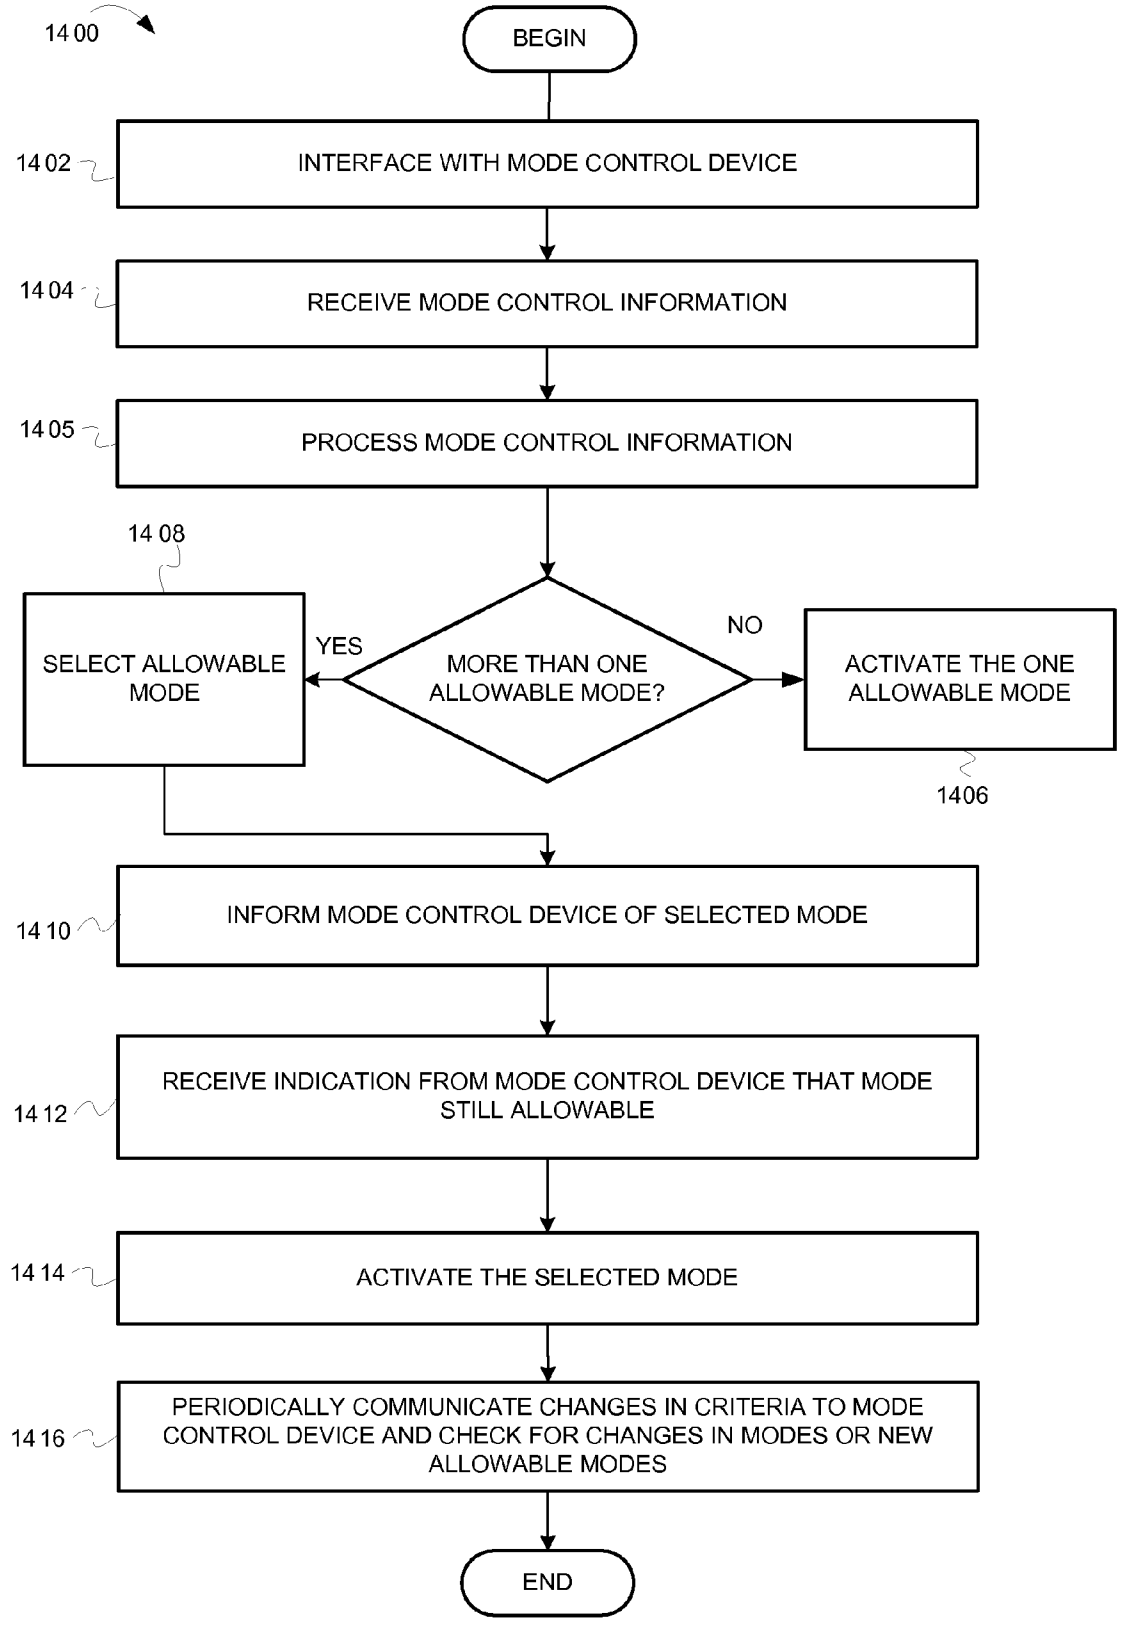 1400
BEGIN
1402
INTERFACE WITH MODE CONTROL DEVICE
1404
RECEIVE MODE CONTROL INFORMATION
1405
PROCESS MODE CONTROL INFORMATION
1408
SELECT ALLOWABLE
MODE
YES
MORE THAN ONE
ALLOWABLE MODE?
NO
ACTIVATE THE ONE
ALLOWABLE MODE
1406
1410
INFORM MODE CONTROL DEVICE OF SELECTED MODE
1412
RECEIVE INDICATION FROM MODE CONTROL DEVICE THAT MODE
STILL ALLOWABLE
1414
ACTIVATE THE SELECTED MODE
1416
PERIODICALLY COMMUNICATE CHANGES IN CRITERIA TO MODE
CONTROL DEVICE AND CHECK FOR CHANGES IN MODES OR NEW
ALLOWABLE MODES
END